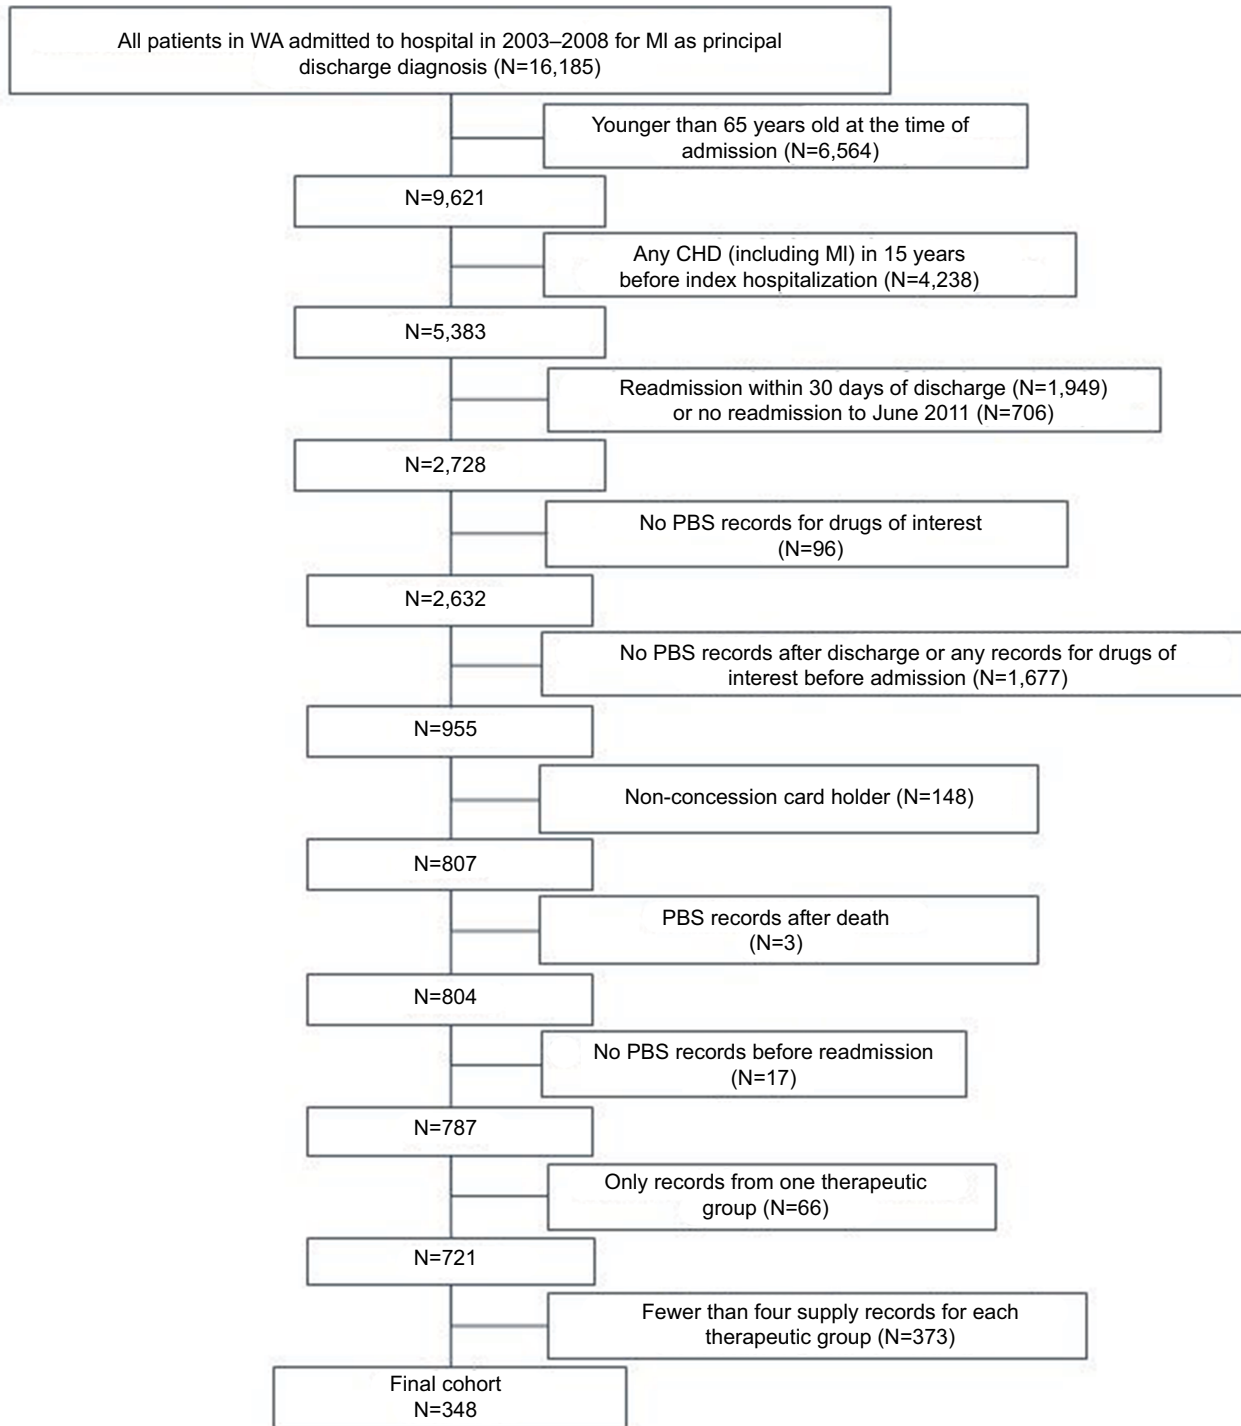 All patients in WA admitted to hospital in 2003–2008 for MI as principal
discharge diagnosis (N=16,185)
Younger than 65 years old at the time of
admission (N=6,564)
N=9,621
Any CHD (including MI) in 15 years
before index hospitalization (N=4,238)
N=5,383
Readmission within 30 days of discharge (N=1,949)
or no readmission to June 2011 (N=706)
N=2,728
No PBS records for drugs of interest
(N=96)
N=2,632
No PBS records after discharge or any records for drugs of
interest before admission (N=1,677)
N=955
Non-concession card holder (N=148)
N=807
PBS records after death
(N=3)
N=804
No PBS records before readmission
(N=17)
N=787
Only records from one therapeutic
group (N=66)
N=721
Fewer than four supply records for each
therapeutic group (N=373)
Final cohort
N=348